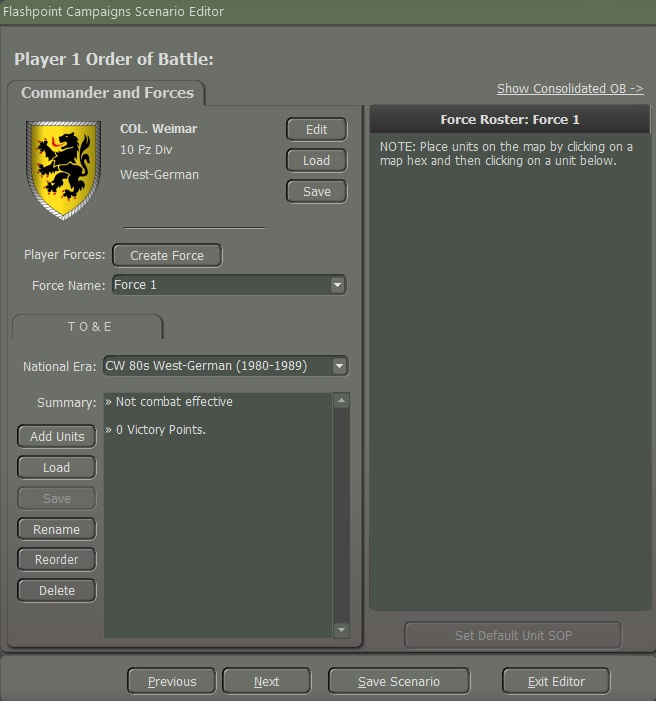 Flashpoint Campaigns Scenario Editor
Player 1 Order of Battle:
Commander and Forces
Show Consolidated OB ->
COL. Weimar
10 Pz Div
West-German
Edit
Load
Save
Player Forces:
Create Force
Force Name:
Force 1
T O & E
National Era:
CW 80s West-German (1980-1989)
Summary:
» Not combat effective
» 0 Victory Points.
Add Units
Load
Save
Rename
Reorder
Delete
Force Roster: Force 1
NOTE: Place units on the map by clicking on a
map hex and then clicking on a unit below.
Set Default Unit SOP
Previous
Next
Save Scenario
Exit Editor